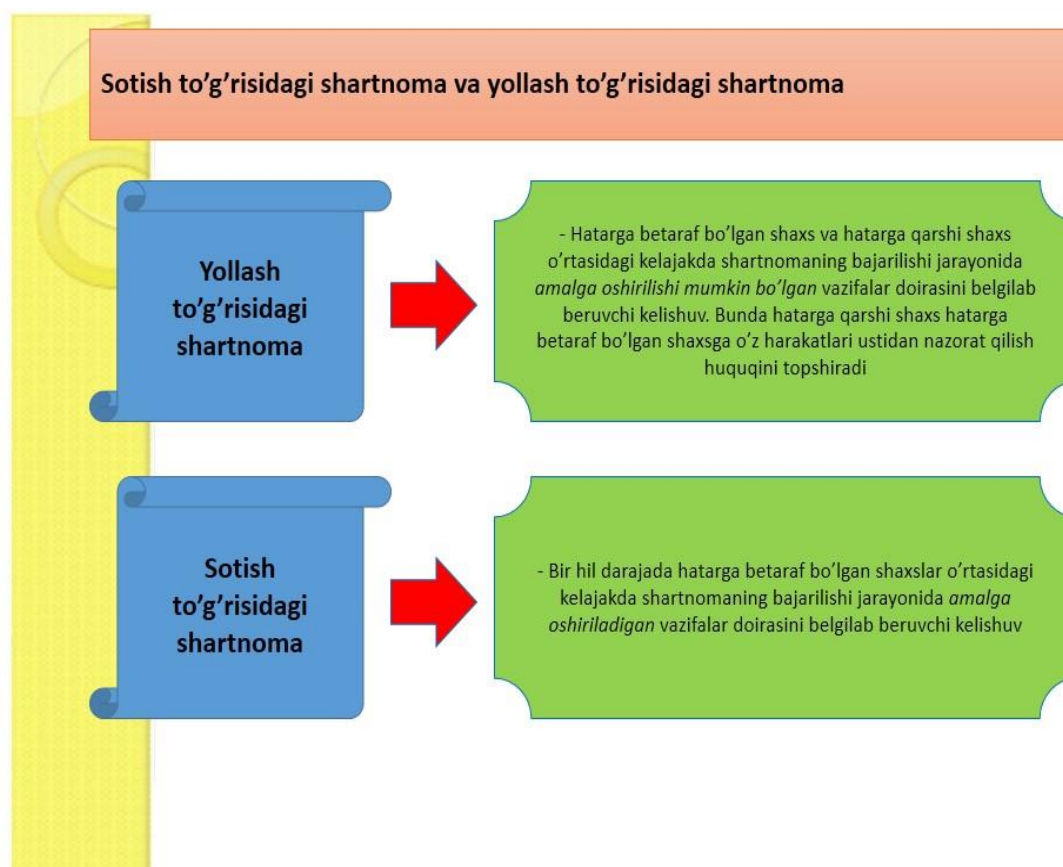 Sotish to’g’risidagi shartnoma va yollash to’g’risidagi shartnoma
Yollash
to’g’risidagi
shartnoma
- Hatarga betaraf bo’lgan shaxs va hatarga qarshi shaxs
o’rtasidagi kelajakda shartnomaning bajarilishi jarayonida
amalga oshirilishi mumkin bo’lgan vazifalar doirasini belgilab
beruvchi kelishuv. Bunda hatarga qarshi shaxs hatarga
betaraf bo’lgan shaxsga o’z harakatlari ustidan nazorat qilish
huquqini topshiradi
Sotish
to’g’risidagi
shartnoma
- Bir hil darajada hatarga betaraf bo’lgan shaxslar o’rtasidagi
kelajakda shartnomaning bajarilishi jarayonida amalga
oshiriladigan vazifalar doirasini belgilab beruvchi kelishuv